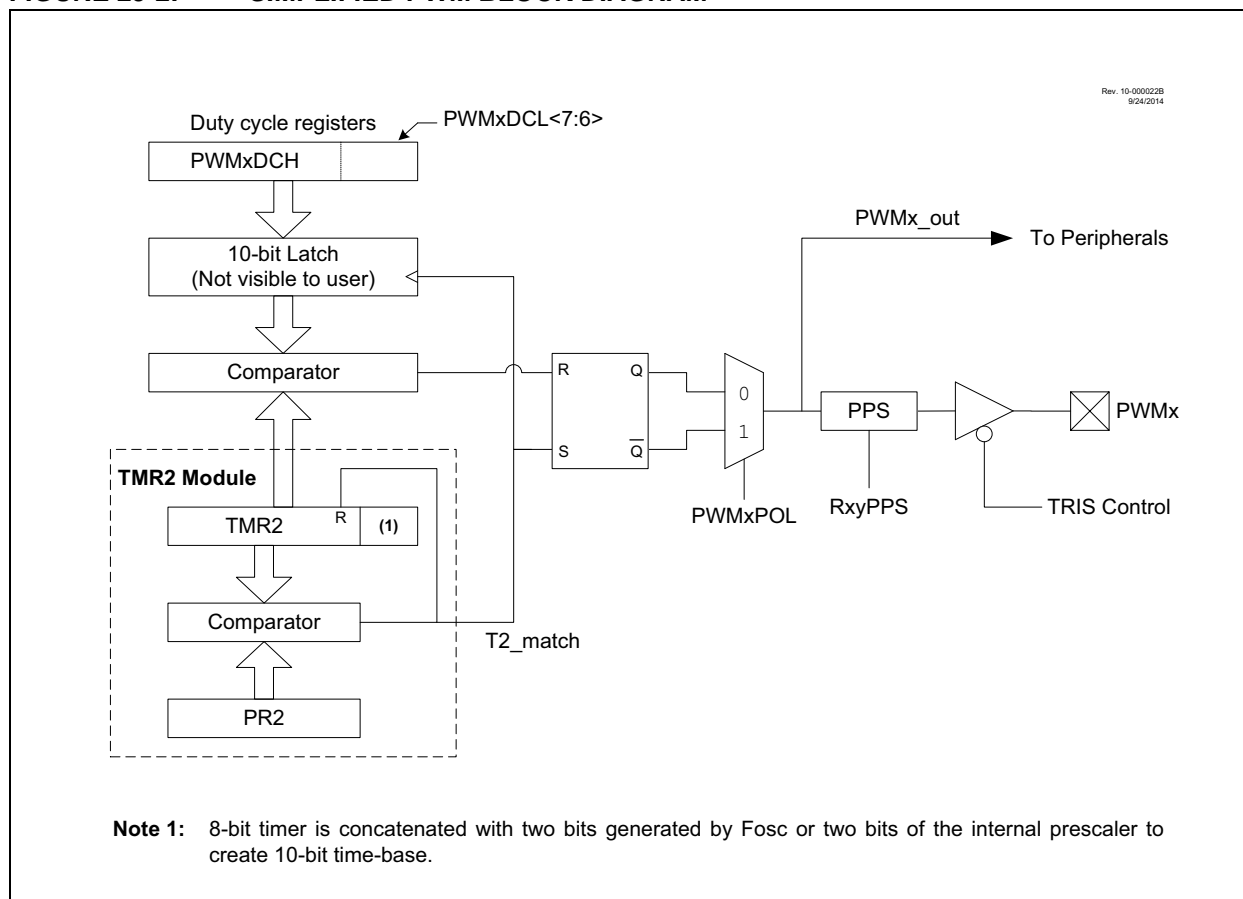 Rev. 10-000022B
9/24/2014
Duty cycle registers
PWMxDCL<7:6>
PWMxDCH
10-bit Latch
(Not visible to user)
Comparator
PWMx_out
To Peripherals
R
Q
S
Q̅
0
1
PWMxPOL
PPS
RxyPPS
PWMx
TRIS Control
TMR2 Module
TMR2
R
(1)
Comparator
T2_match
PR2
Note 1: 8-bit timer is concatenated with two bits generated by Fosc or two bits of the internal prescaler to
create 10-bit time-base.